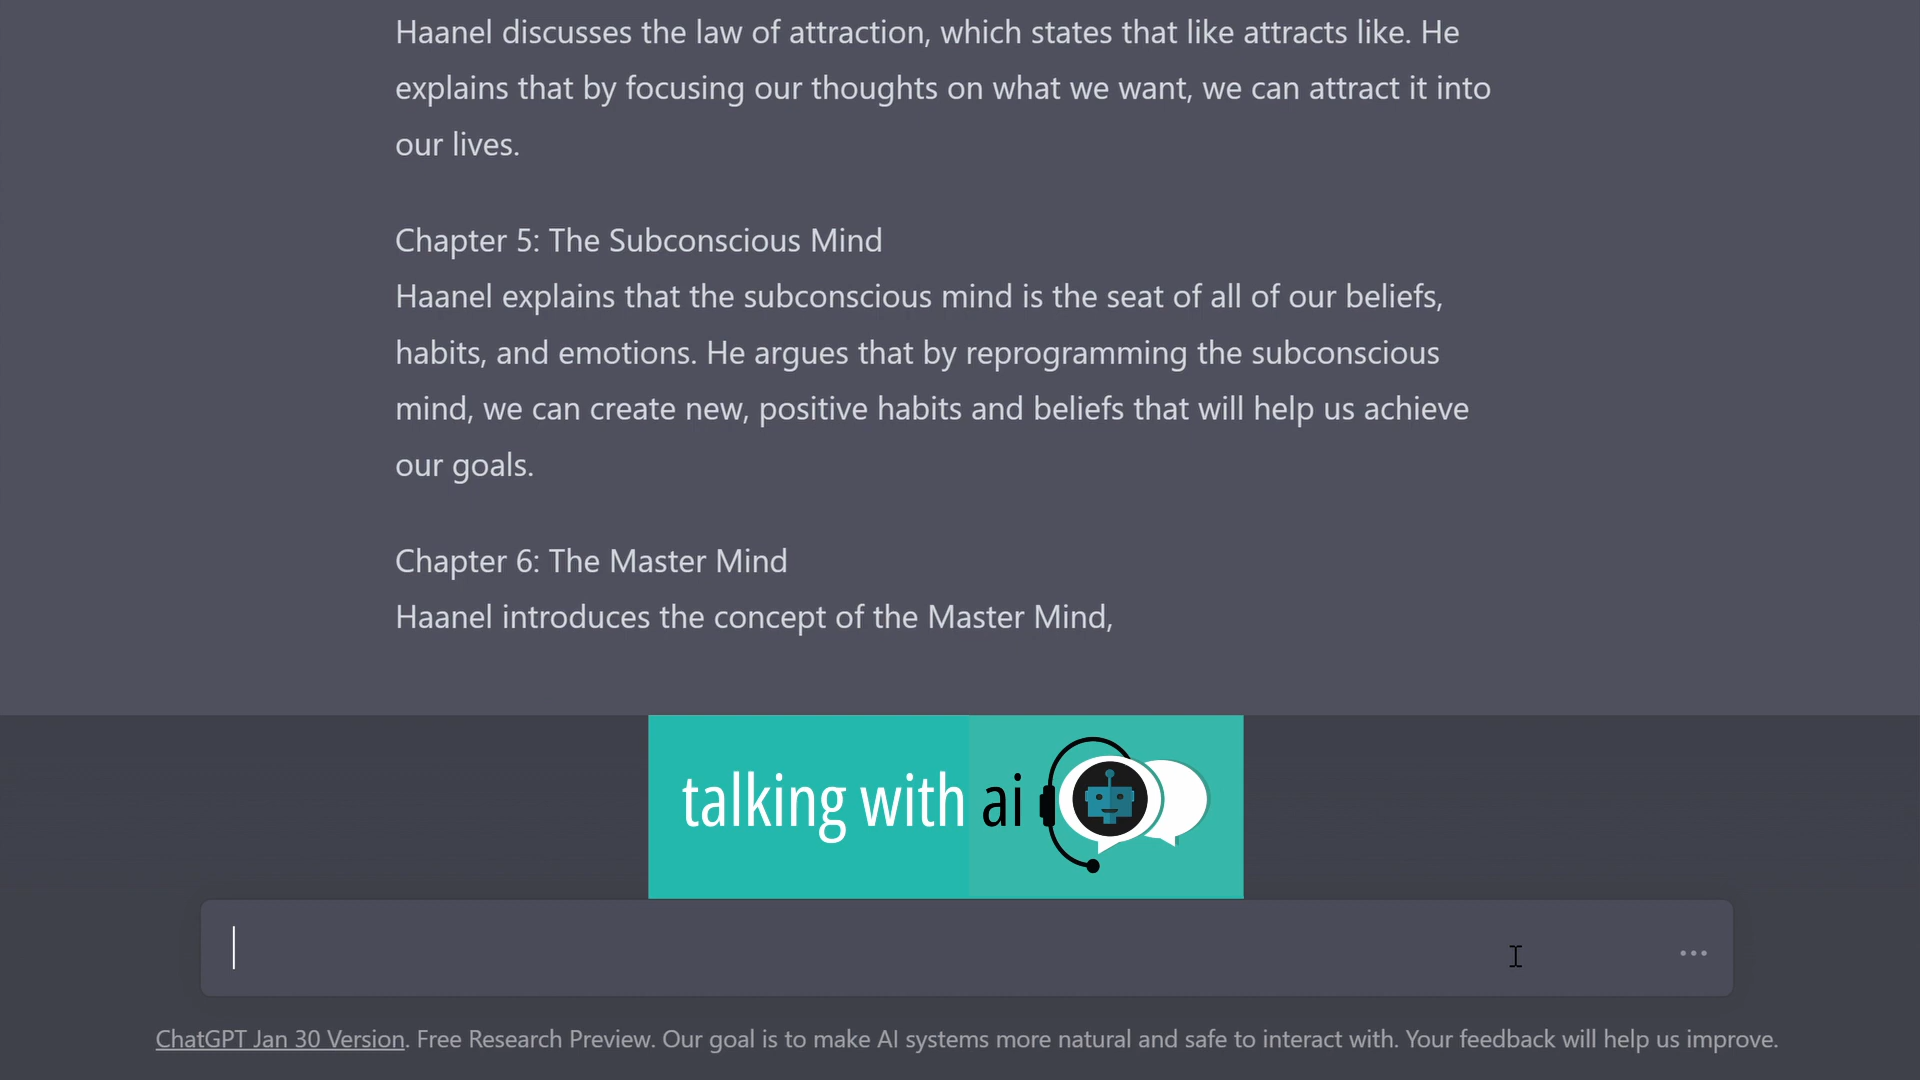 Haanel discusses the law of attraction, which states that like attracts like. He
explains that by focusing our thoughts on what we want, we can attract it into
our lives.
Chapter 5: The Subconscious Mind
Haanel explains that the subconscious mind is the seat of all of our beliefs,
habits, and emotions. He argues that by reprogramming the subconscious
mind, we can create new, positive habits and beliefs that will help us achieve
our goals.
Chapter 6: The Master Mind
Haanel introduces the concept of the Master Mind,
talking with ai
ChatGPT Jan 30 Version. Free Research Preview. Our goal is to make AI systems more natural and safe to interact with. Your feedback will help us improve.